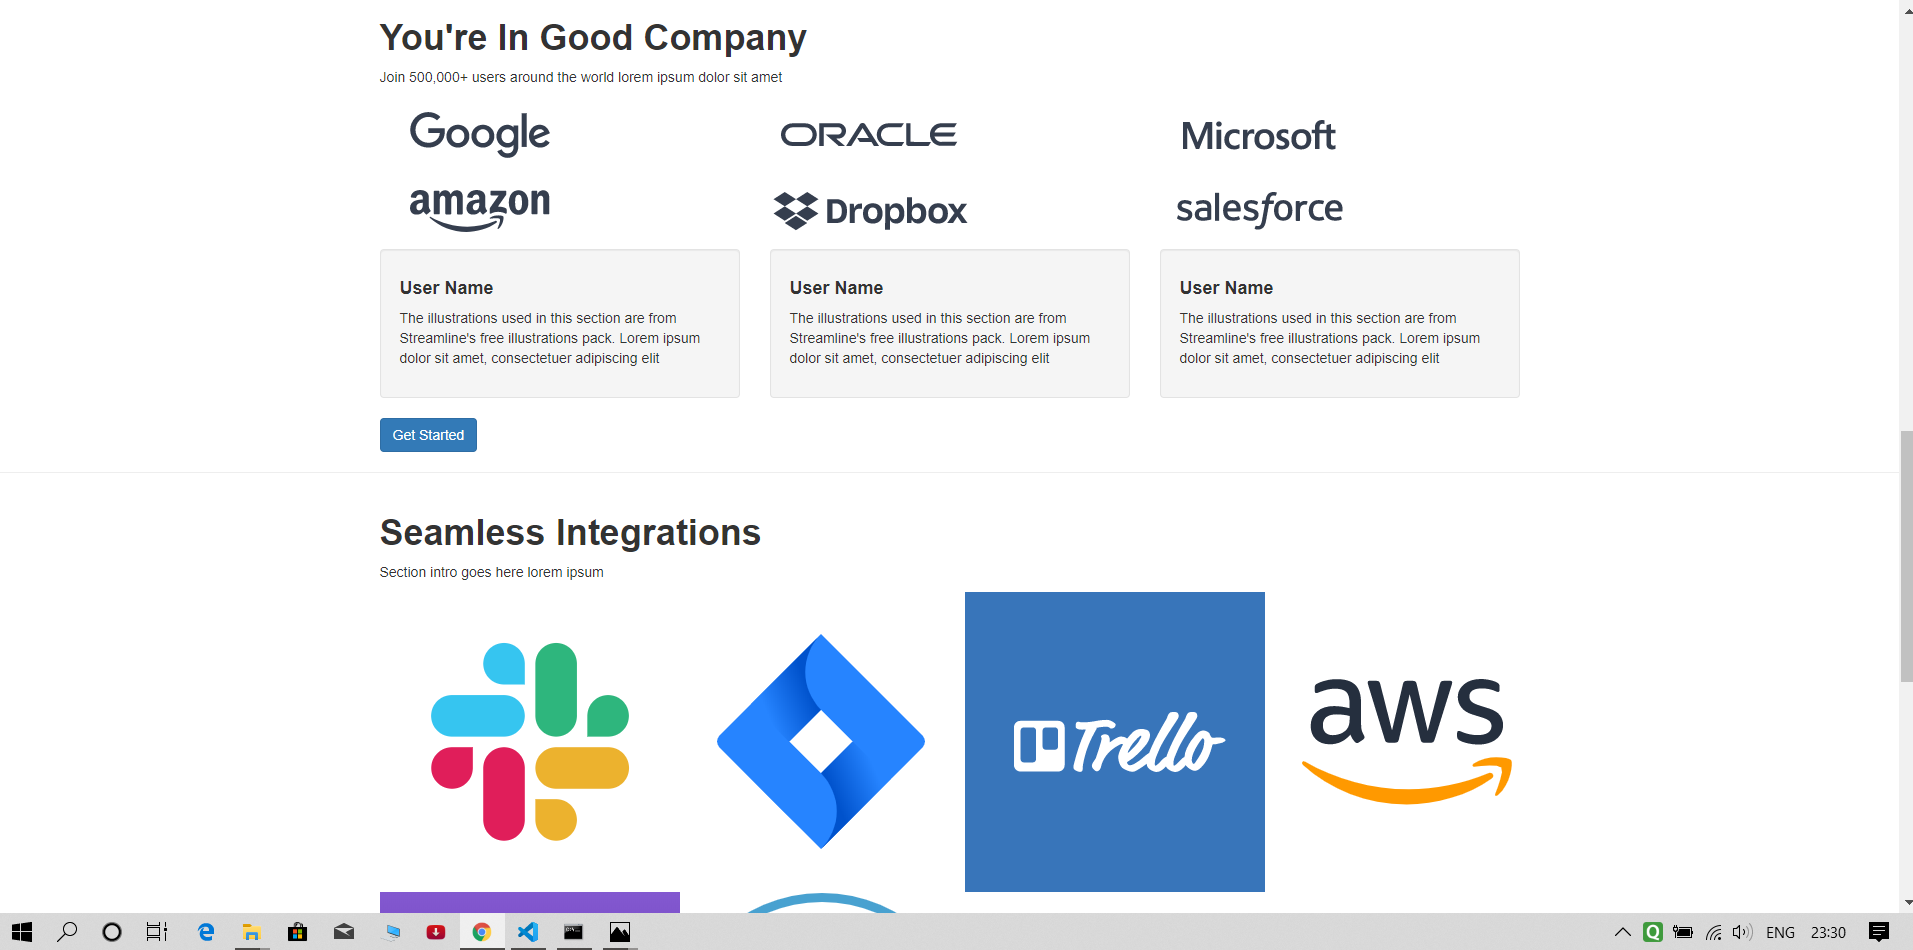 You're In Good Company
Join 500,000+ users around the world lorem ipsum dolor sit amet
Google
ORACLE
Microsoft
amazon
Dropbox
salesforce
User Name
The illustrations used in this section are from
Streamline's free illustrations pack. Lorem ipsum
dolor sit amet, consectetuer adipiscing elit
User Name
The illustrations used in this section are from
Streamline's free illustrations pack. Lorem ipsum
dolor sit amet, consectetuer adipiscing elit
User Name
The illustrations used in this section are from
Streamline's free illustrations pack. Lorem ipsum
dolor sit amet, consectetuer adipiscing elit
Get Started
Seamless Integrations
Section intro goes here lorem ipsum
Trello
aws
ENG
23:30